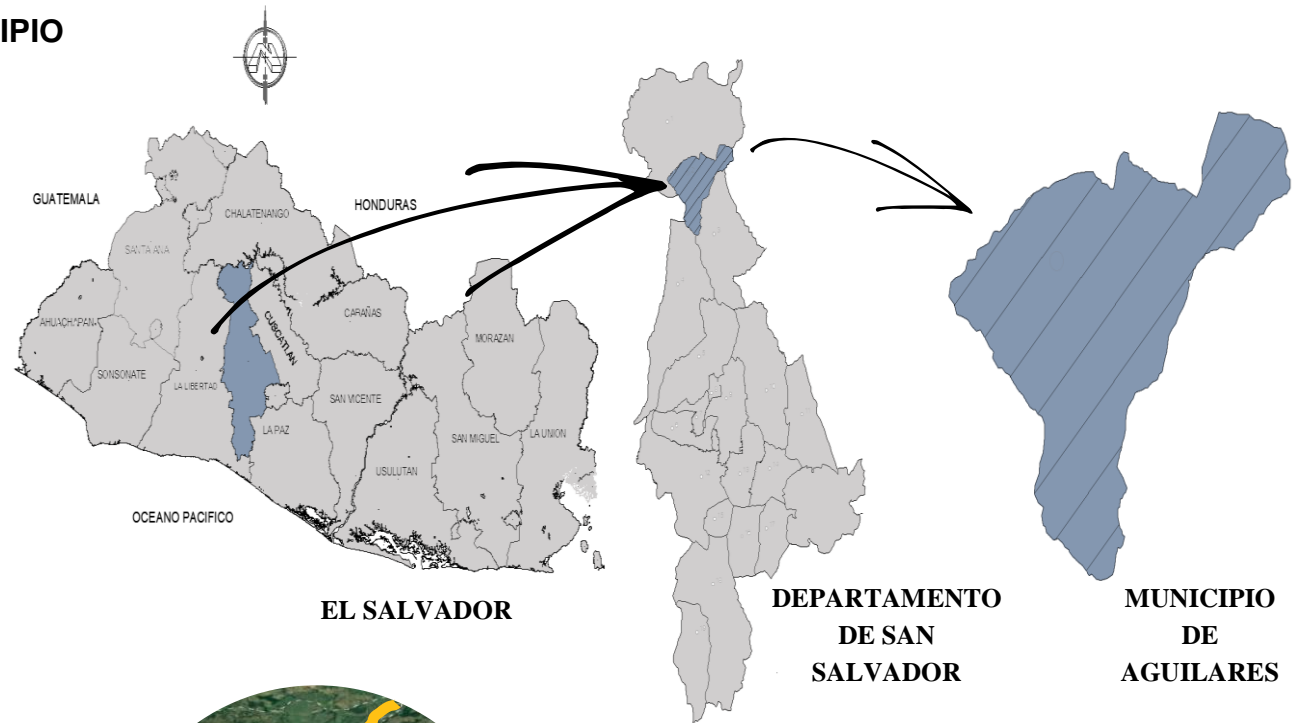 IPIO
GUATEMALA
HONDURAS
CHALATENANGO
SANTA ANA
AHUACHAPAN
SONSONATE
LA LIBERTAD
CUSCATLAN
CABAÑAS
SAN VICENTE
LA PAZ
USULUTAN
SAN MIGUEL
MORAZAN
LA UNION
OCEANO PACIFICO
EL SALVADOR
DEPARTAMENTO
DE SAN
SALVADOR
MUNICIPIO
DE
AGUILARES